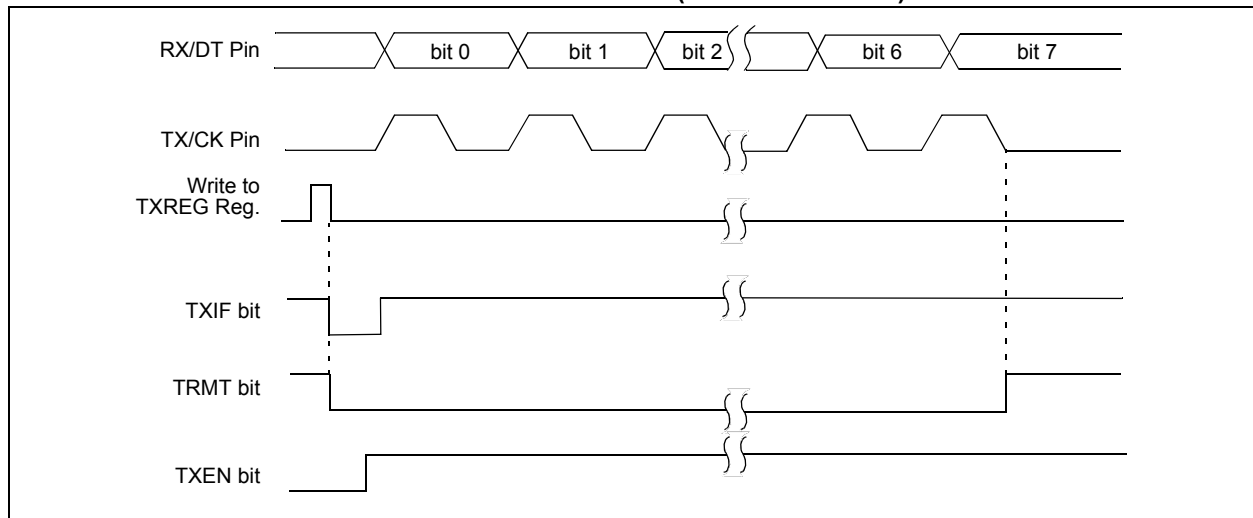 RX/DT Pin
bit 0 bit 1 bit 2 bit 6 bit 7
TX/CK Pin
Write to
TXREG Reg.
TXIF bit
TRMT bit
TXEN bit